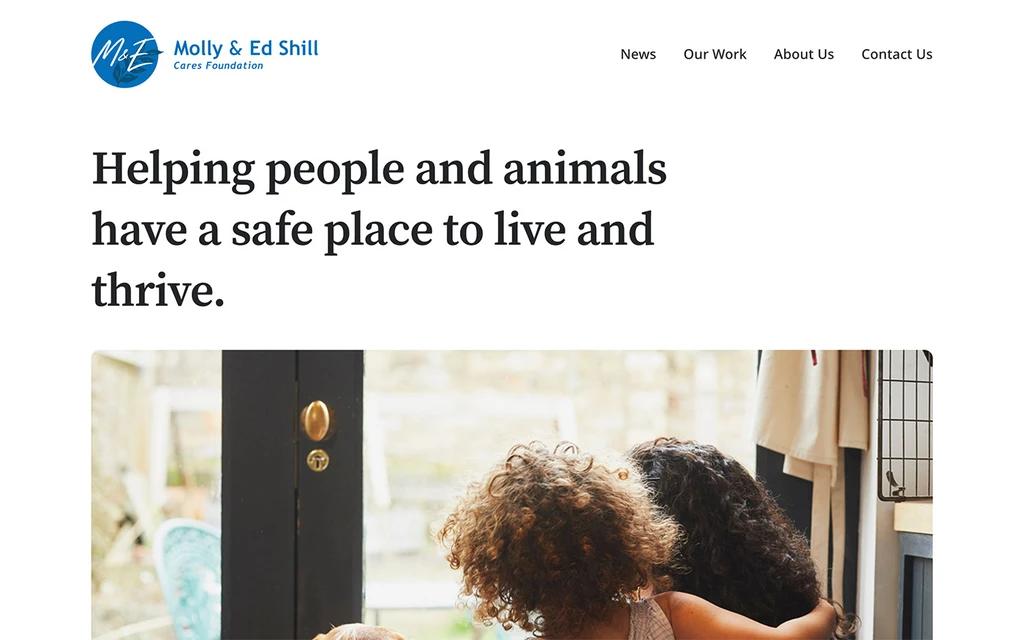 M&E
Molly & Ed Shill
Cares Foundation
News Our Work About Us Contact Us
Helping people and animals
have a safe place to live and
thrive.